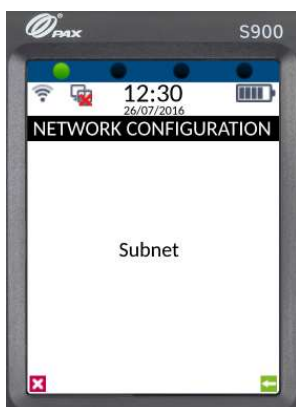 PAX S900
12:30
26/07/2016
NETWORK CONFIGURATION
Subnet